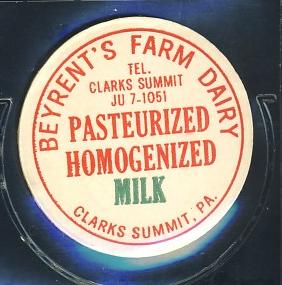 BEYRENT'S FARM DAIRY
TEL.
CLARKS SUMMIT
JU 7-1051
PASTEURIZED
HOMOGENIZED
MILK
CLARKS SUMMIT, PA.